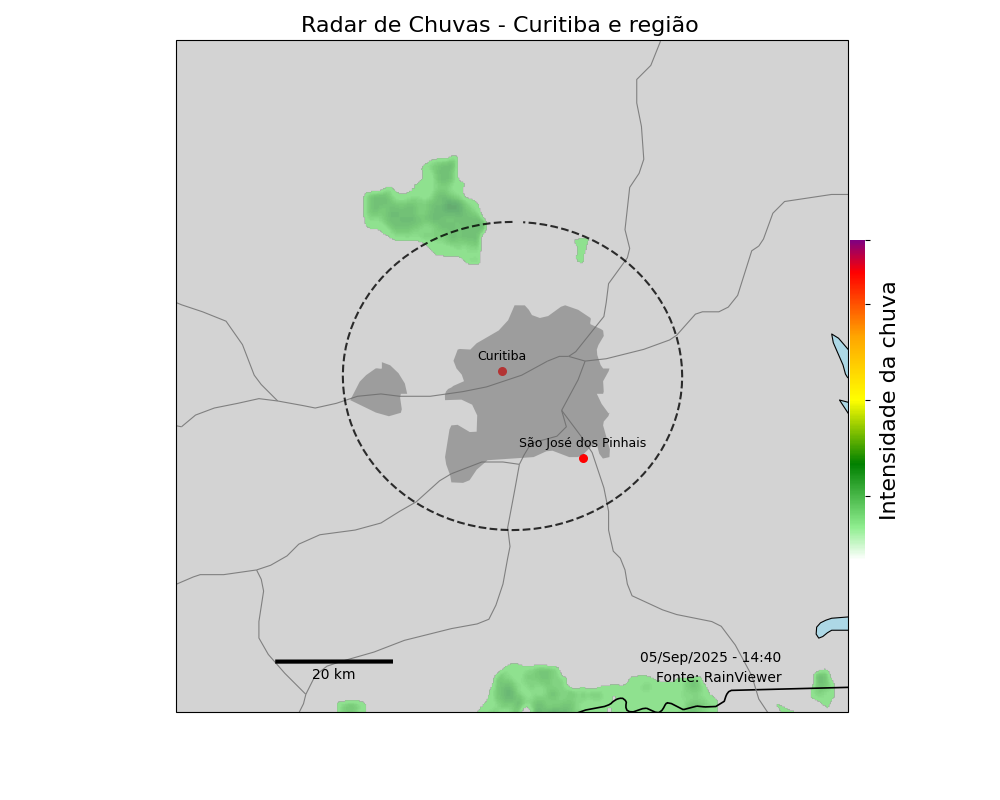 Radar de Chuvas - Curitiba e região
Curitiba
São José dos Pinhais
Intensidade da chuva
05/Sep/2025 - 14:40
Fonte: RainViewer
20 km